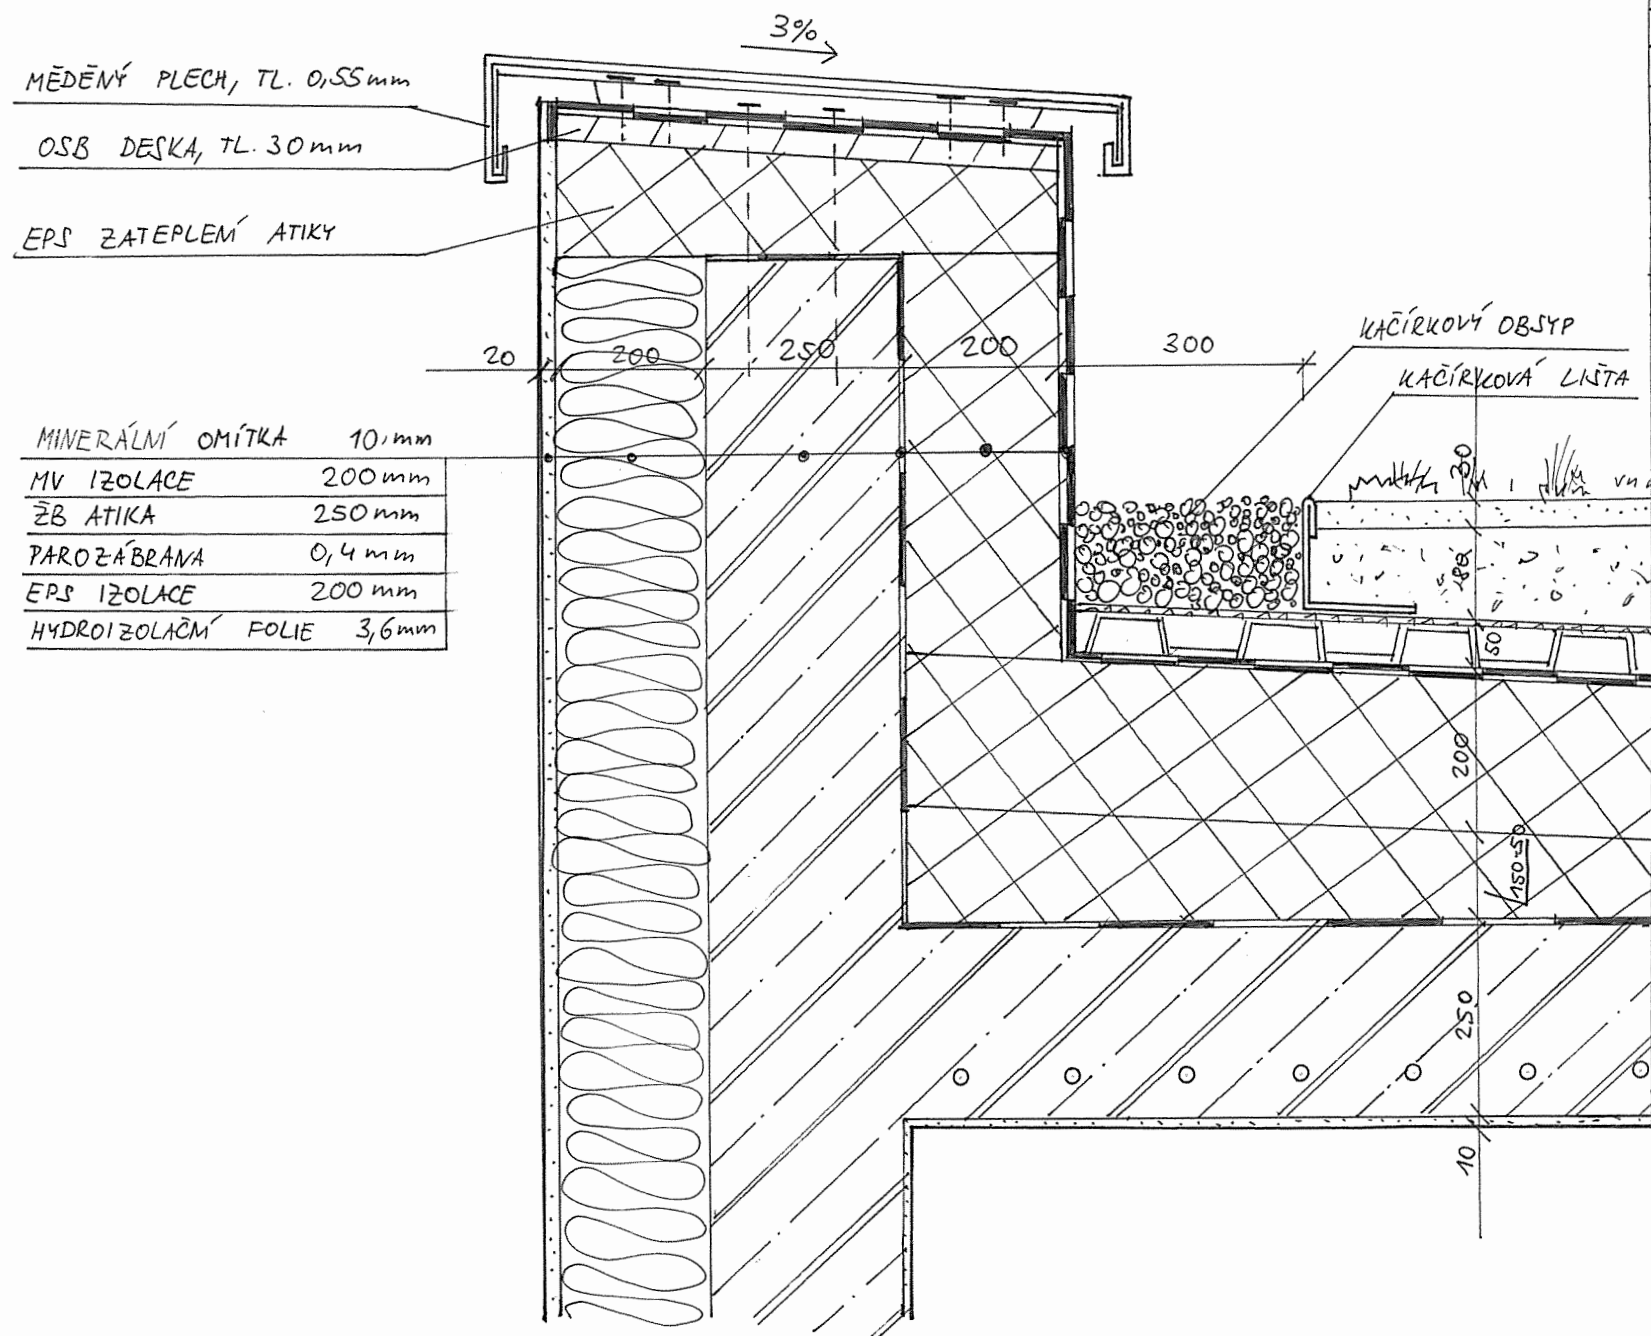 3%
MĚDĚNÝ PLECH, TL. 0,55mm
OSB DESKA, TL. 30mm
EPS ZATEPLENÍ ATIKY
KAČÍRKOVÝ OBSYP
KAČÍRKOVÁ LIŠTA
20 200 250 200 300
MINERÁLNÍ OMÍTKA 10mm
MV IZOLACE 200mm
ŽB ATIKA 250mm
PAROZÁBRANA 0,4mm
EPS IZOLACE 200mm
HYDROIZOLAČNÍ FOLIE 3,6mm
30
50
200
150-50
250
10